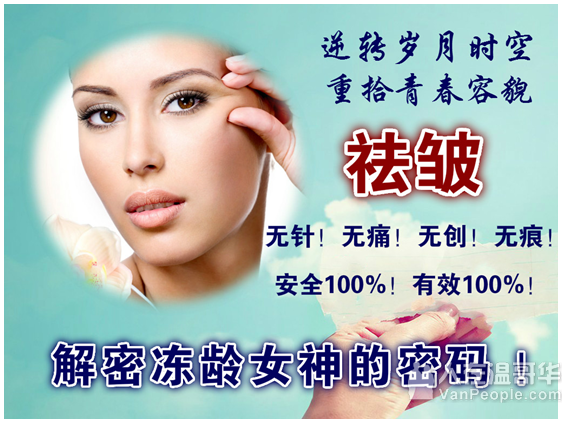 逆转岁月时空
重拾青春容貌
祛皱
无针！无痛！无创！无痕！
安全100%！有效100%！
解密冻龄女神的密码！
人在温哥华
VanPeople.com